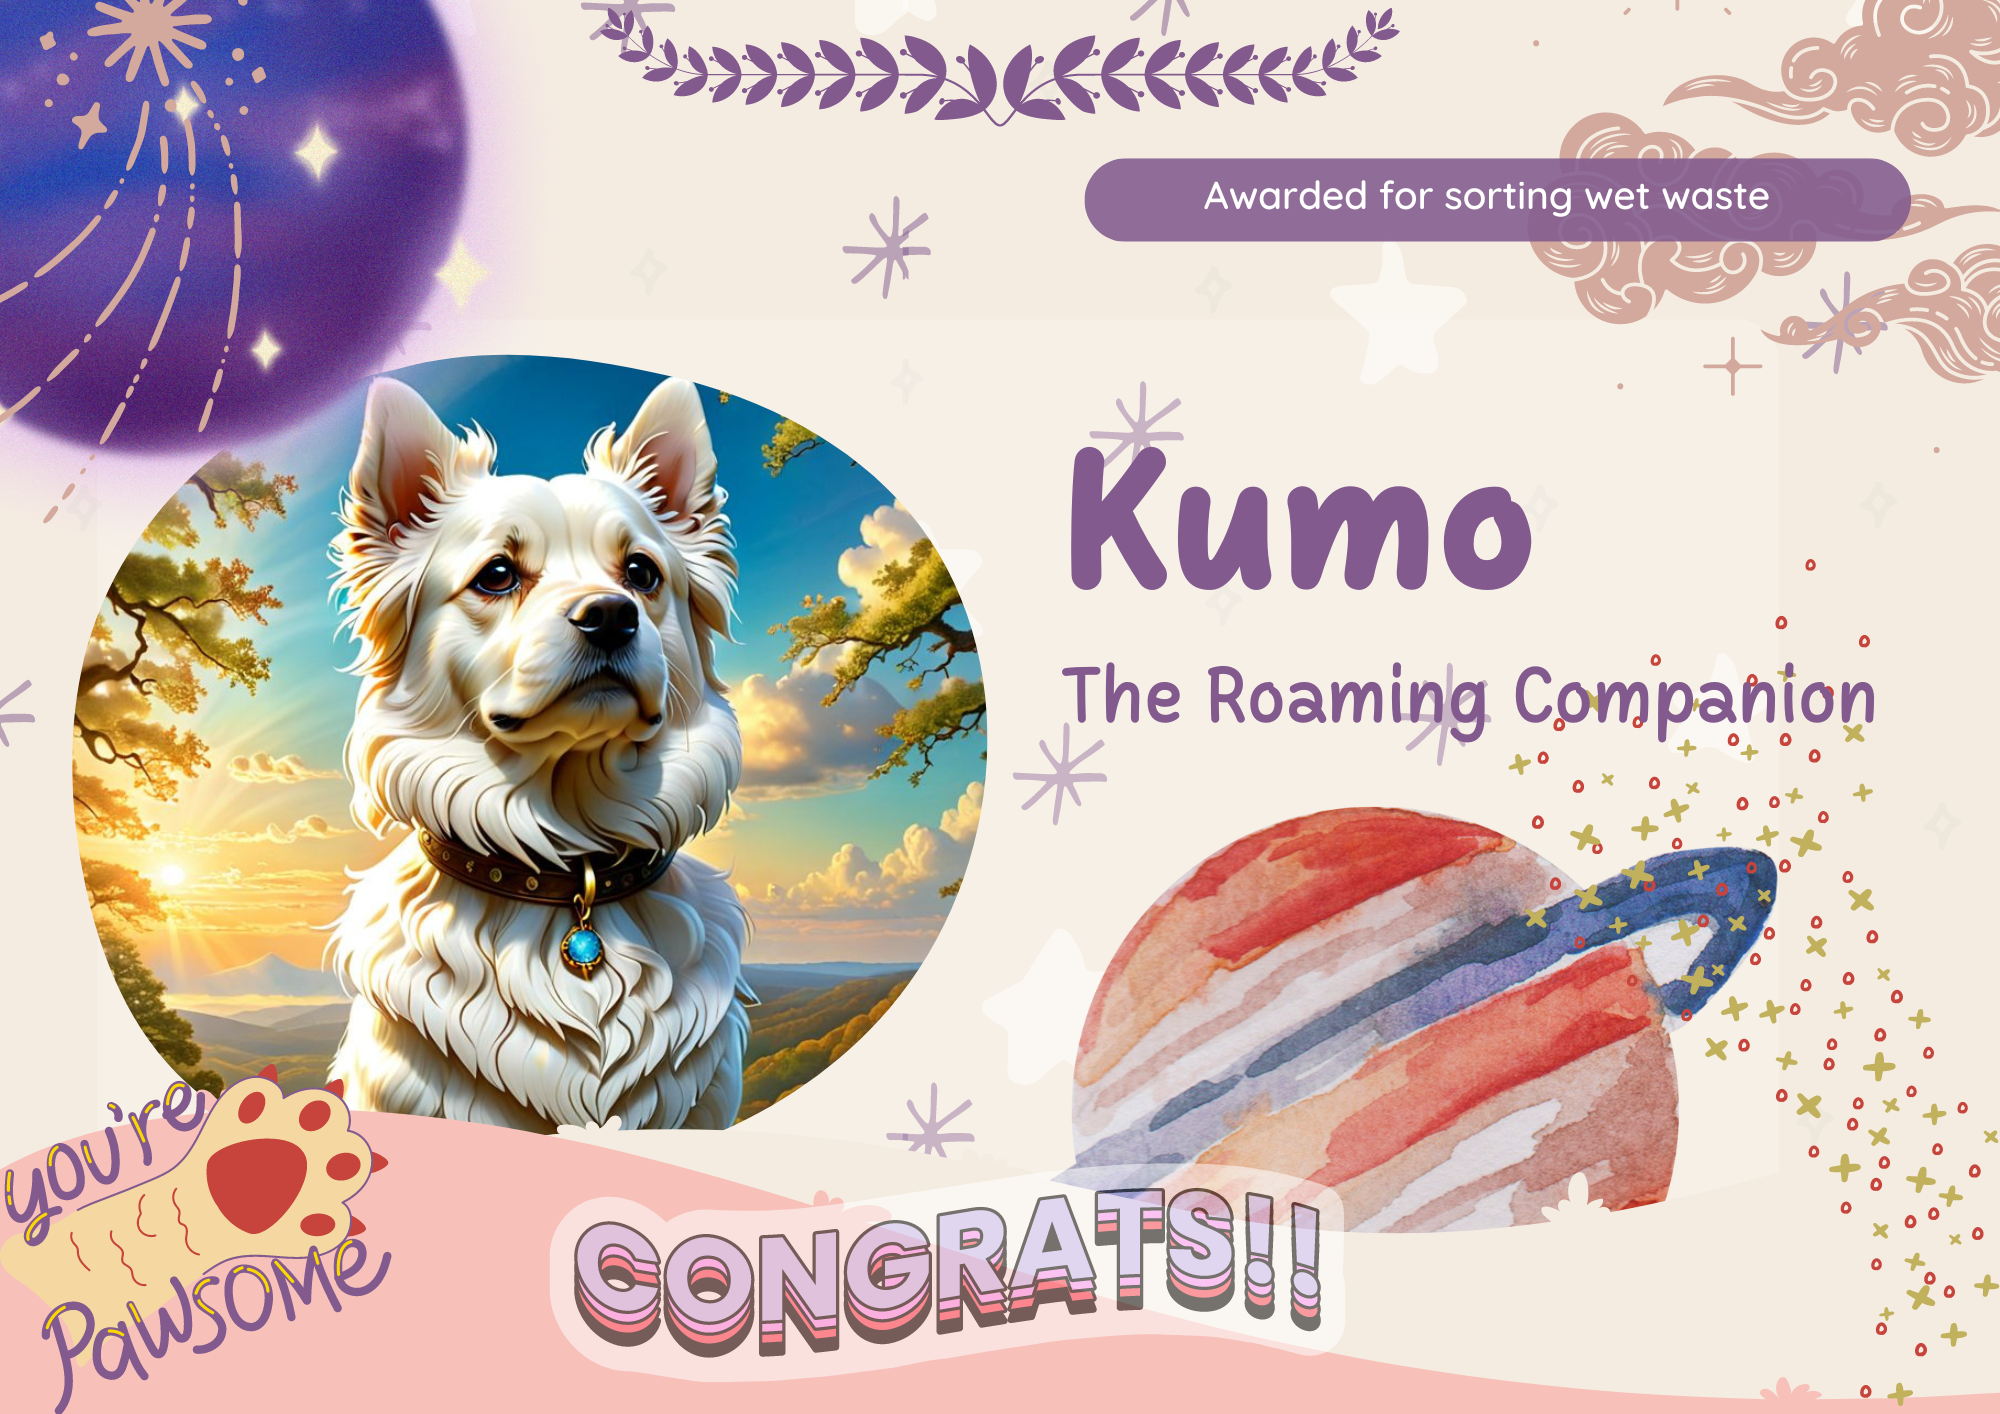 Awarded for sorting wet waste
Kumo
The Roaming Companion
you're
PawsOMe
CONGRATS!!